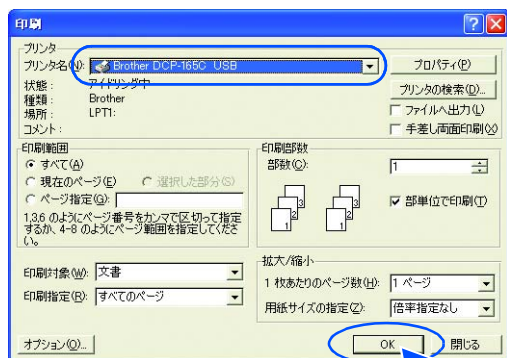 印刷
プリンタ
プリンタ名(N): Brother DCP-165C USB
プロパティ(P)
状態: アイドリング中
プリンタの検索(D)...
種類: Brother
場所: LPT1:
ファイルへ出力(L)
コメント:
手差し両面印刷(X)
印刷範囲
すべて(A)
現在のページ(E) 選択した部分(S)
ページ指定(G):
1,3,6 のようにページ番号をカンマで区切って指定
するか、4-8 のようにページ範囲を指定してくださ
い。
印刷部数
部数(C): 1
部単位で印刷(T)
印刷対象(W): 文書
印刷指定(R): すべてのページ
拡大/縮小
1 枚あたりのページ数(H): 1 ページ
用紙サイズの指定(Z): 倍率指定なし
オプション(O)...
OK
閉じる